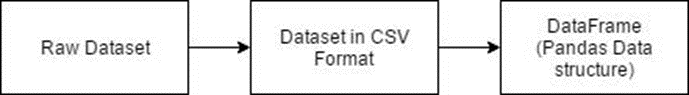 Raw Dataset
Dataset in CSV
Format
DataFrame
(Pandas Data
structure)